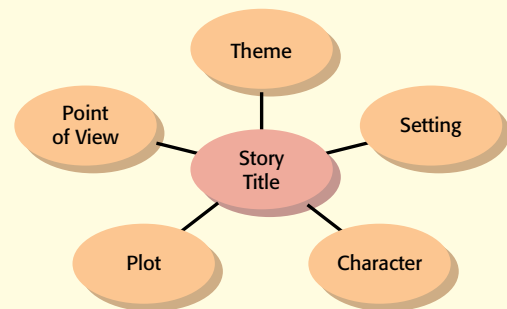 Theme
Point
of View
Setting
Story
Title
Plot
Character